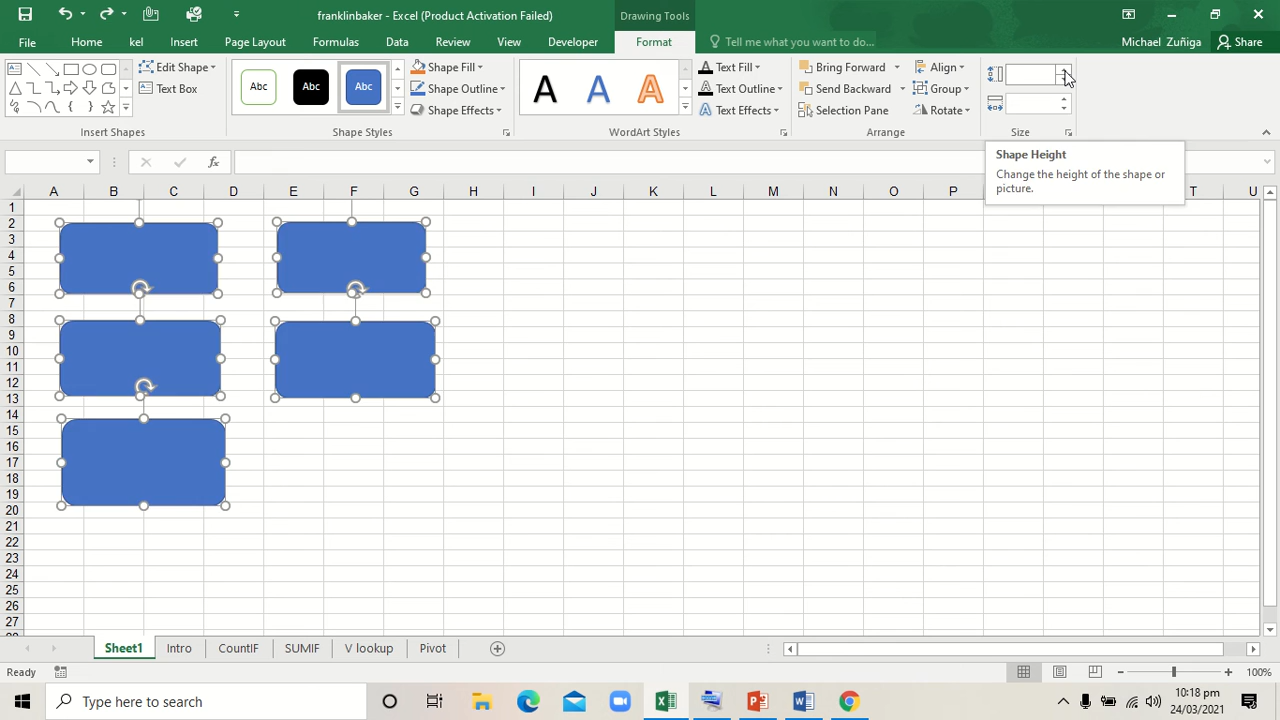 franklinbaker - Excel (Product Activation Failed)
Drawing Tools
File Home kel Insert Page Layout Formulas Data Review View Developer Format Tell me what you want to do... Michael Zuñiga Share
Edit Shape
Text Box
Insert Shapes
Abc Abc Abc
Shape Fill
Shape Outline
Shape Effects
Shape Styles
A A A
Text Fill
Text Outline
Text Effects
WordArt Styles
Bring Forward
Send Backward
Selection Pane
Align
Group
Rotate
Arrange
Size
Shape Height
Change the height of the shape or
picture.
fx
A B C D E F G H I J K L M N O P T U
1
2
3
4
5
6
7
8
9
10
11
12
13
14
15
16
17
18
19
20
21
22
23
24
25
26
27
Sheet1 Intro CountIF SUMIF V lookup Pivot
Ready
100%
Type here to search
10:18 pm
24/03/2021